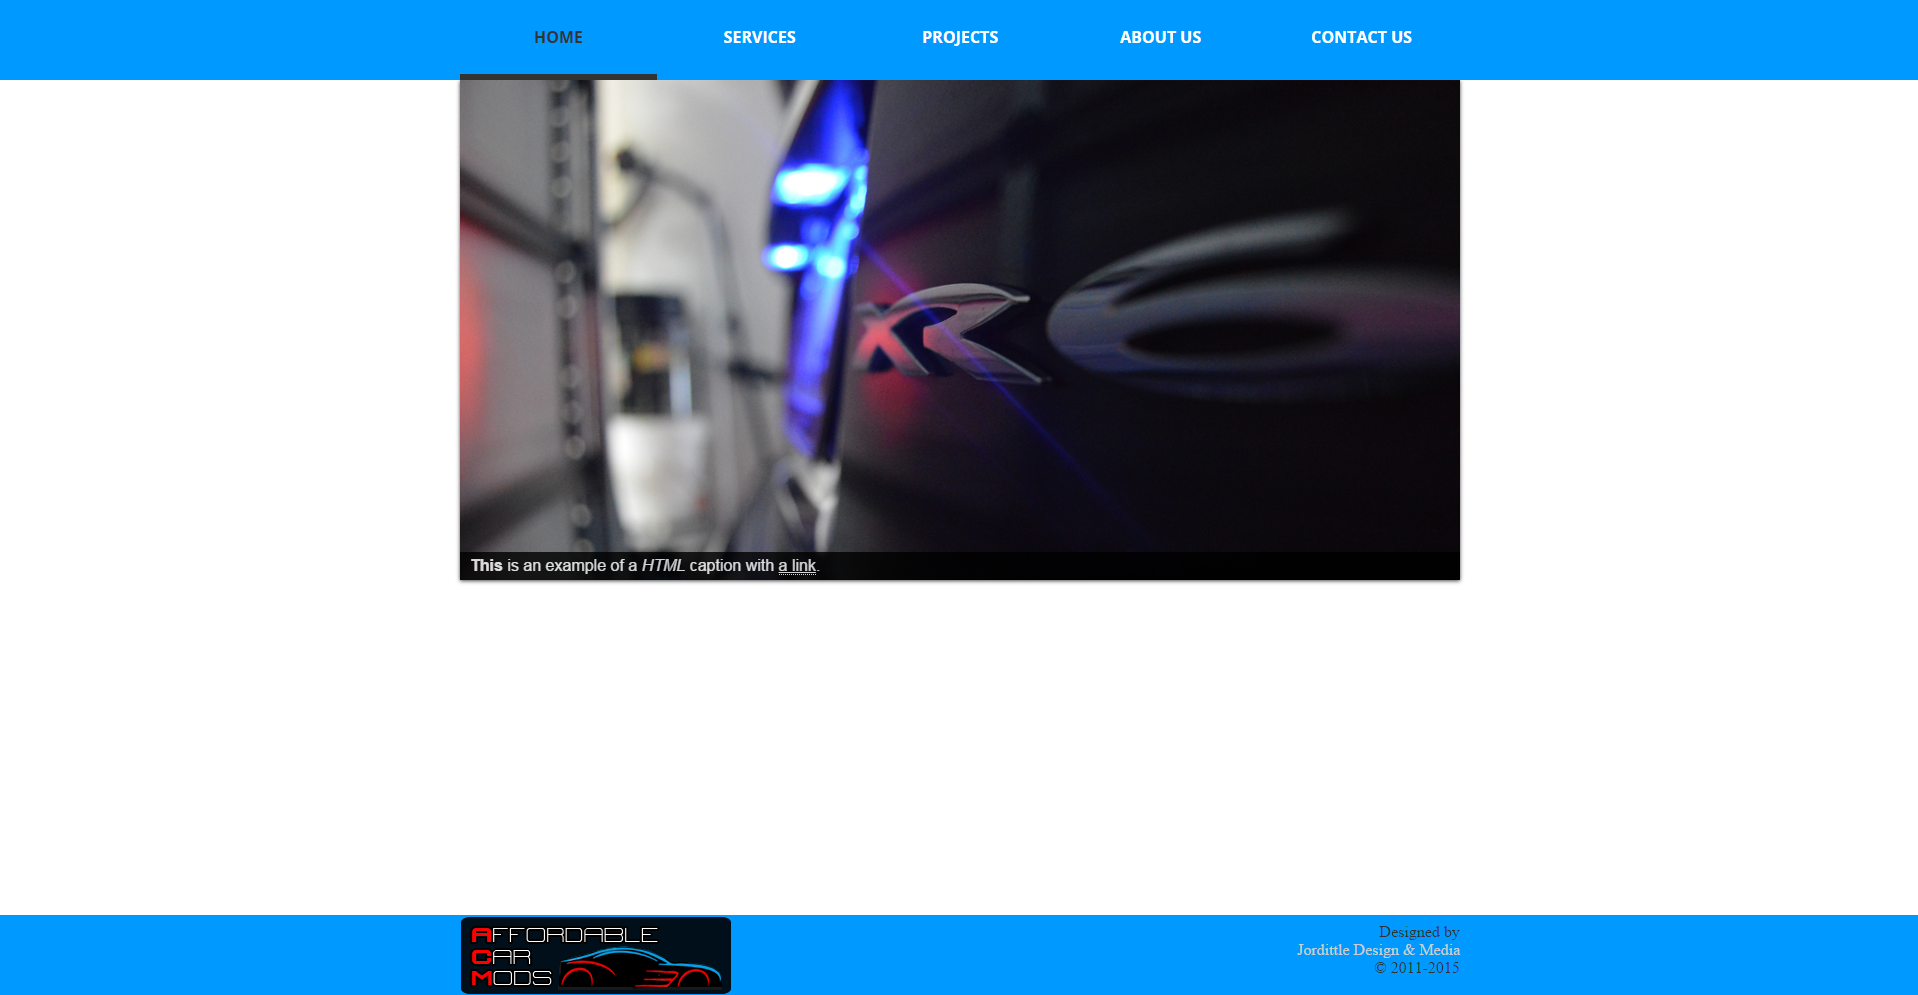 HOME SERVICES PROJECTS ABOUT US CONTACT US
XR6
This is an example of a HTML caption with a link.
AFFORDABLE
CAR
MODS
Designed by
Jordittle Design & Media
© 2011-2015